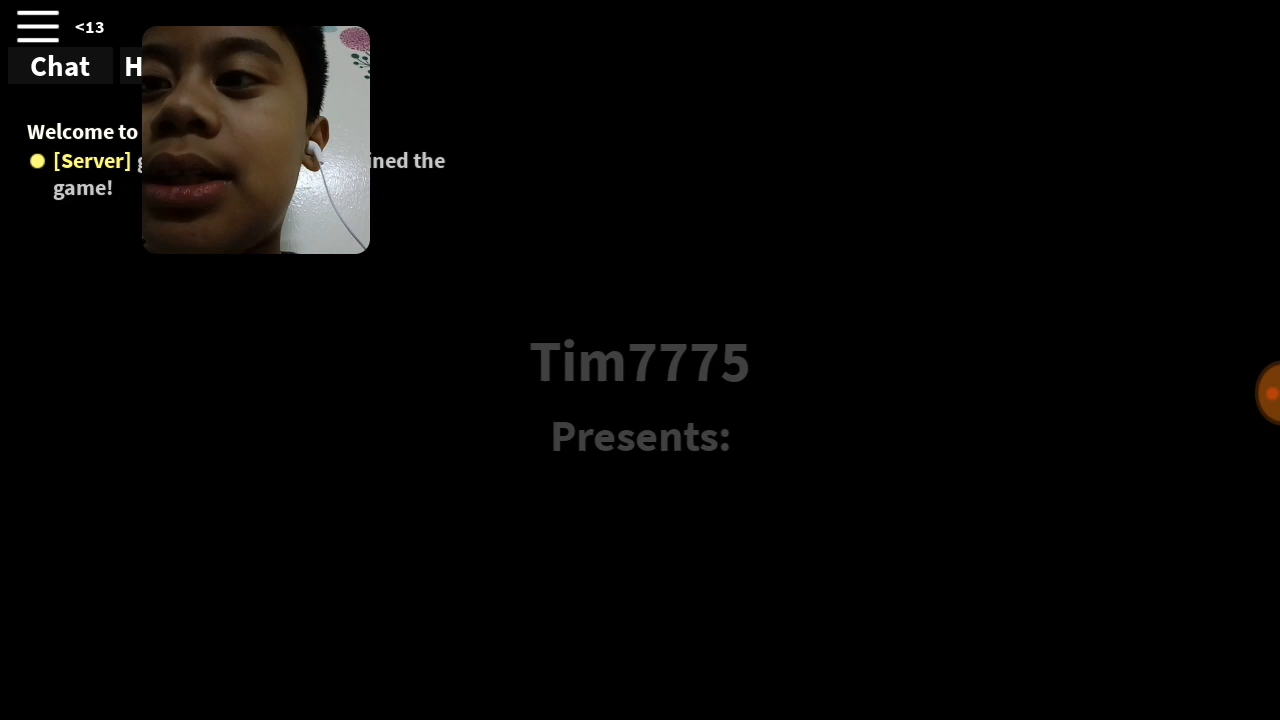 <13
Chat
Welcome to
[Server] ined the
game!
Tim7775
Presents: